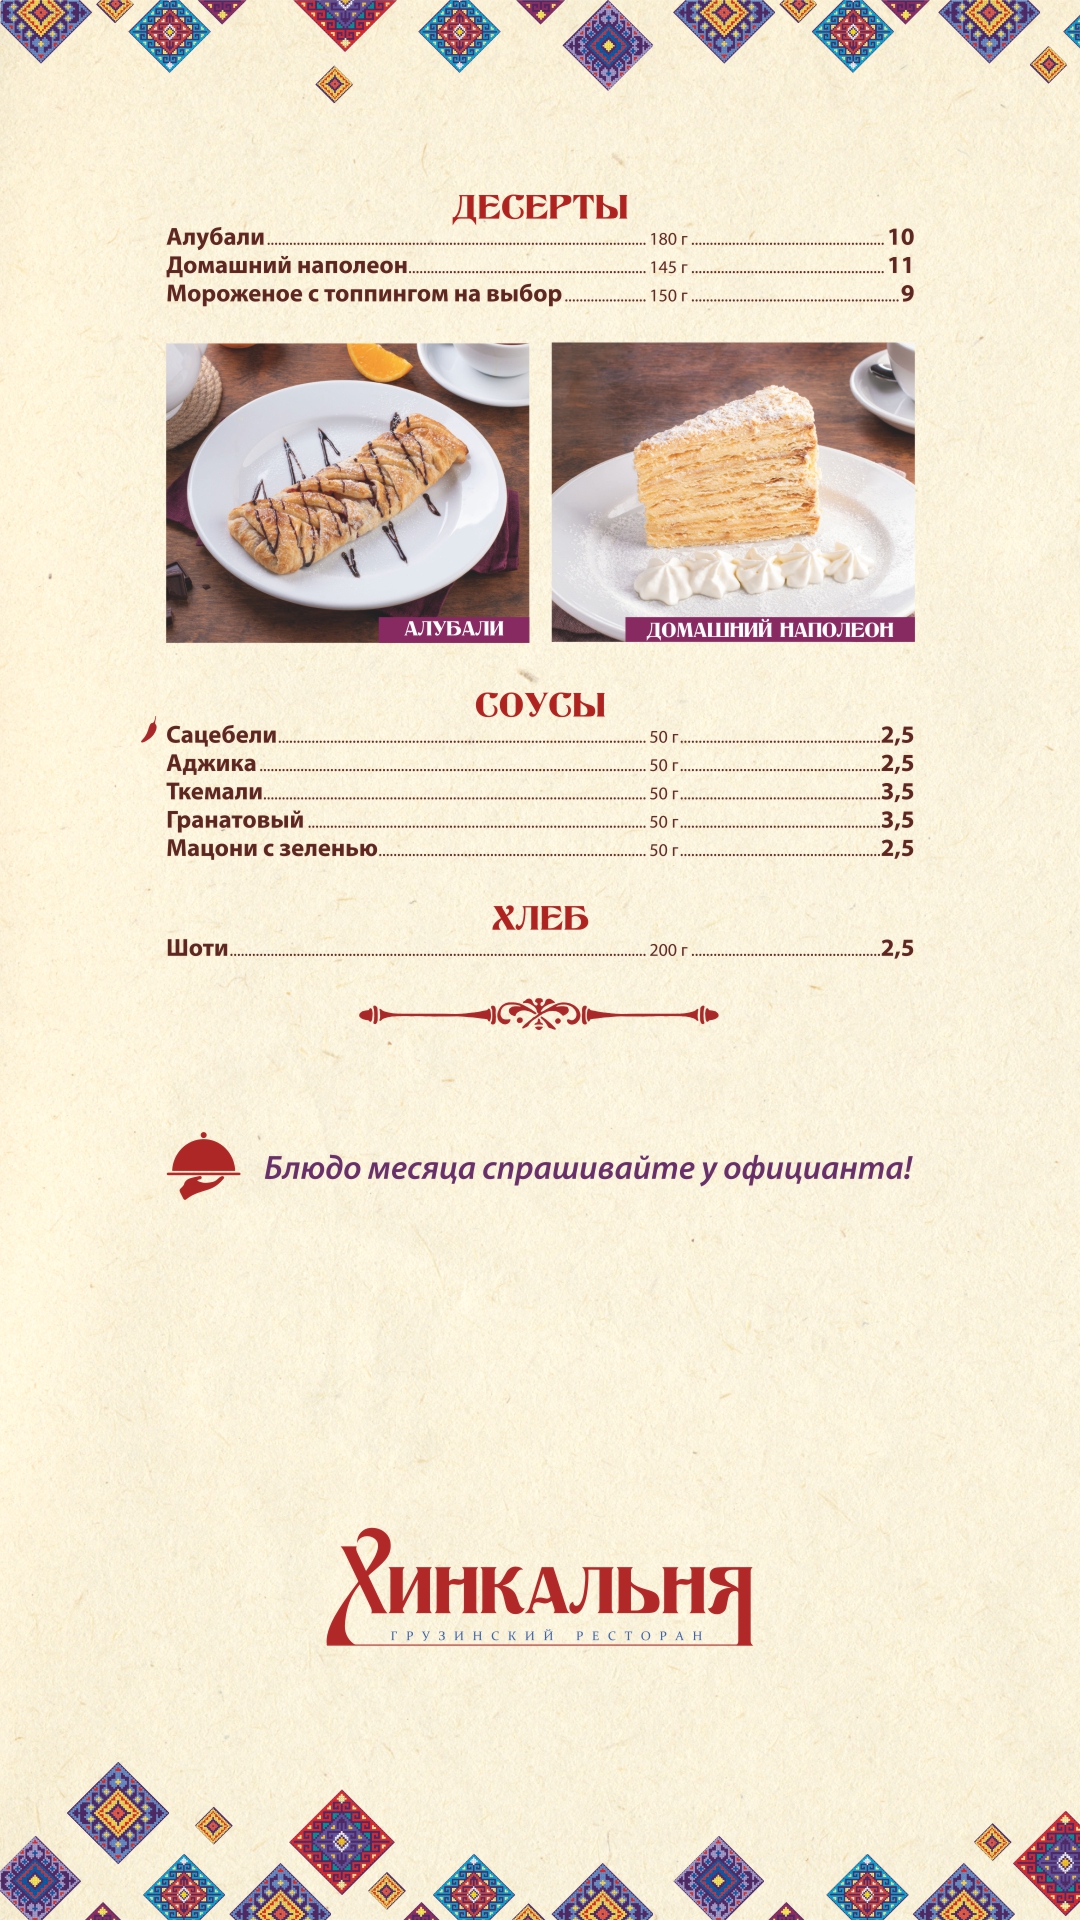 ДЕСЕРТЫ
Алубали 180 г 10
Домашний наполеон 145 г 11
Мороженое с топпингом на выбор 150 г 9
АЛУБАЛИ
ДОМАШНИЙ НАПОЛЕОН
СОУСЫ
Сацебели 50 г 2,5
Аджика 50 г 2,5
Ткемали 50 г 3,5
Гранатовый 50 г 3,5
Мацони с зеленью 50 г 2,5
ХЛЕБ
Шоти 200 г 2,5
Блюдо месяца спрашивайте у официанта!
ХИНКАЛЬНЯ
ГРУЗИНСКИЙ РЕСТОРАН